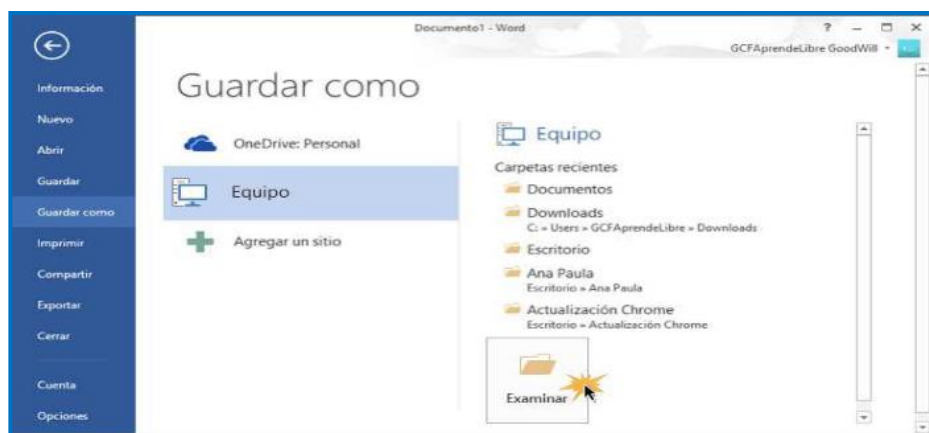 Documento1 - Word
?
GCFAprendeLibre GoodWill
Información
Nuevo
Abrir
Guardar
Guardar como
Imprimir
Compartir
Exportar
Cerrar
Cuenta
Opciones
Guardar como
OneDrive: Personal
Equipo
Agregar un sitio
Equipo
Carpetas recientes
Documentos
Downloads
C: » Users » GCFAprendeLibre » Downloads
Escritorio
Ana Paula
Escritorio » Ana Paula
Actualización Chrome
Escritorio » Actualización Chrome
Examinar